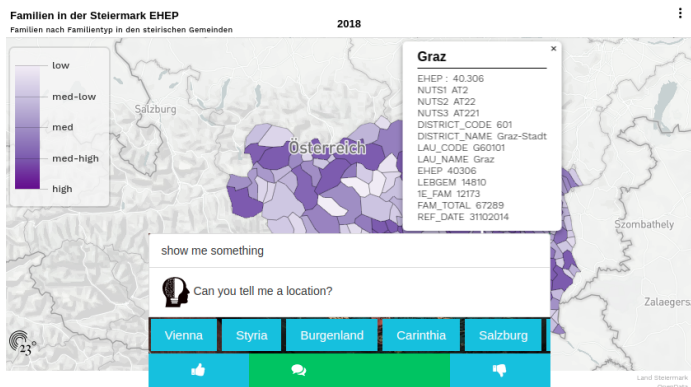 Familien in der Steiermark EHEP
Familien nach Familientyp in den steirischen Gemeinden
2018
low
med-low
med
med-high
high
Salzburg
Österreich
Szombathely
Zalaegers
Graz
×
EHEP : 40.306
NUTS1 AT2
NUTS2 AT22
NUTS3 AT221
DISTRICT_CODE 601
DISTRICT_NAME Graz-Stadt
LAU_CODE G60101
LAU_NAME Graz
EHEP 40306
LEBGEM 14810
1E_FAM 12173
FAM_TOTAL 67289
REF_DATE 31102014
show me something
Can you tell me a location?
Vienna
Styria
Burgenland
Carinthia
Salzburg
23°
Land Steiermark